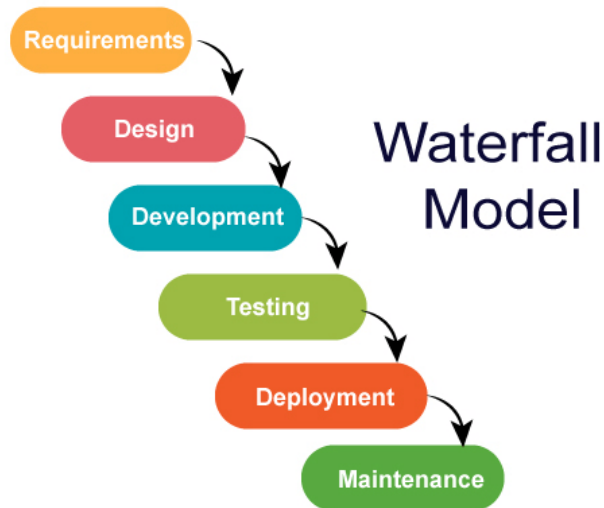 Requirements
Design
Waterfall
Model
Development
Testing
Deployment
Maintenance